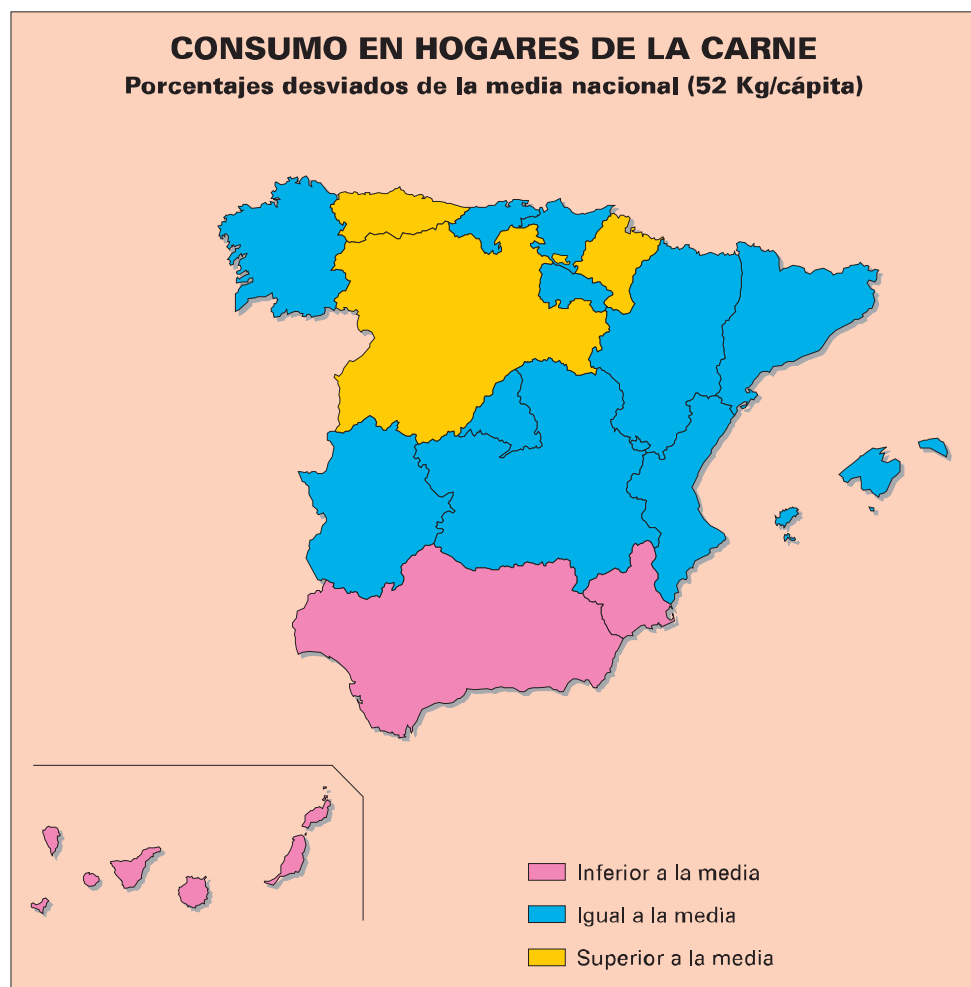 CONSUMO EN HOGARES DE LA CARNE
Porcentajes desviados de la media nacional (52 Kg/cápita)
Inferior a la media
Igual a la media
Superior a la media